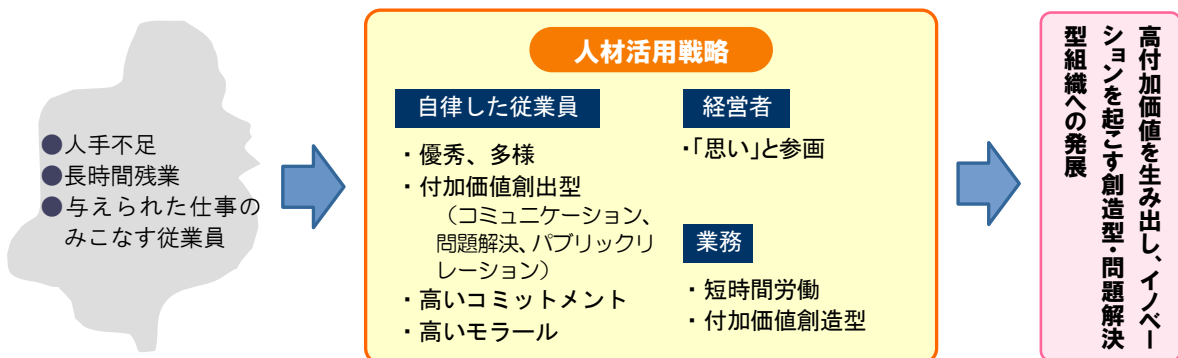 ●人手不足
●長時間残業
●与えられた仕事の
みこなす従業員
人材活用戦略
自律した従業員
・優秀、多様
・付加価値創出型
（コミュニケーション、
問題解決、パブリックリ
レーション）
・高いコミットメント
・高いモラール
経営者
・「思い」と参画
業務
・短時間労働
・付加価値創造型
高付加価値を生み出し、イノベー
ションを起こす創造型・問題解決
型組織への発展